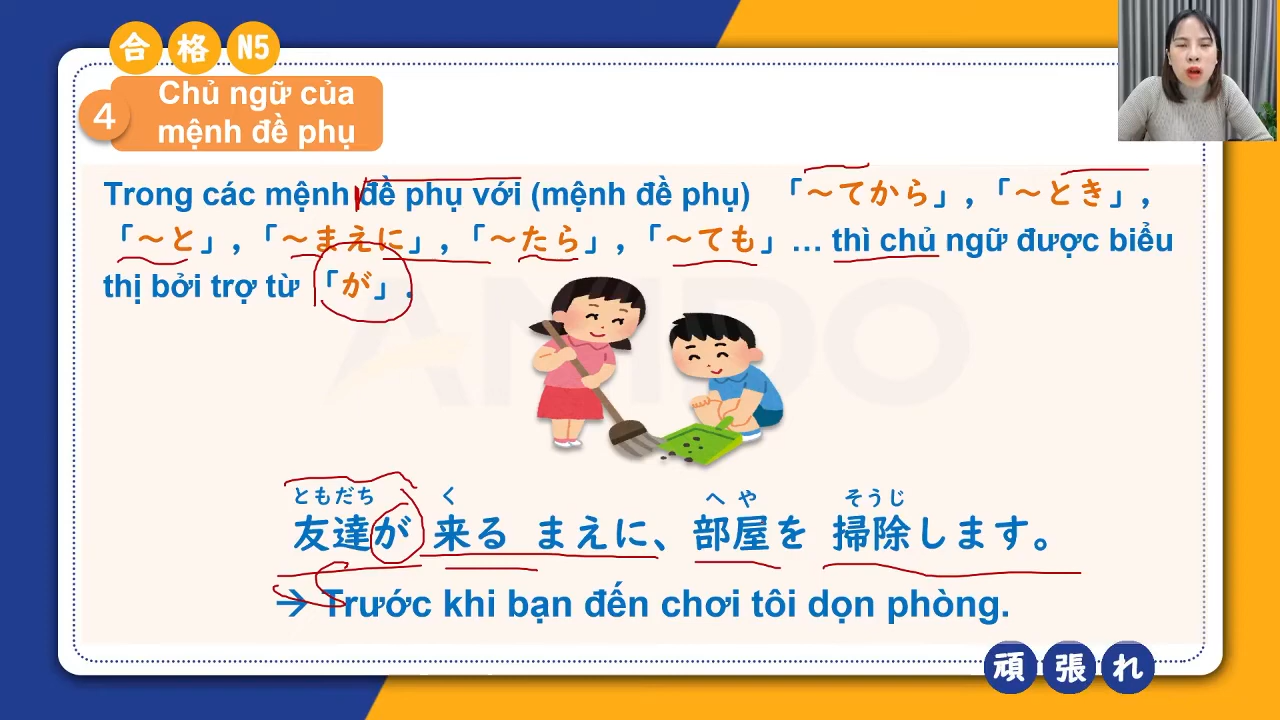 合格 N5
4 Chủ ngữ của
mệnh đề phụ
Trong các mệnh đề phụ với (mệnh đề phụ) 「～てから」,「～とき」,
「～と」,「～まえに」,「～たら」,「～ても」… thì chủ ngữ được biểu
thị bởi trợ từ 「が」.
ANIDO
ともだち く へや そうじ
友達が 来る まえに、部屋を 掃除します。
→ Trước khi bạn đến chơi tôi dọn phòng.
頑張れ